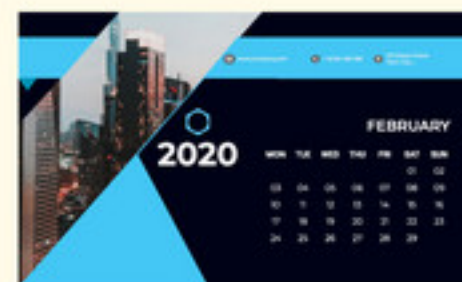 2020
FEBRUARY
MON TUE WED THU FRI SAT SUN
01 02
03 04 05 06 07 08 09
10 11 12 13 14 15 16
17 18 19 20 21 22 23
24 25 26 27 28 29